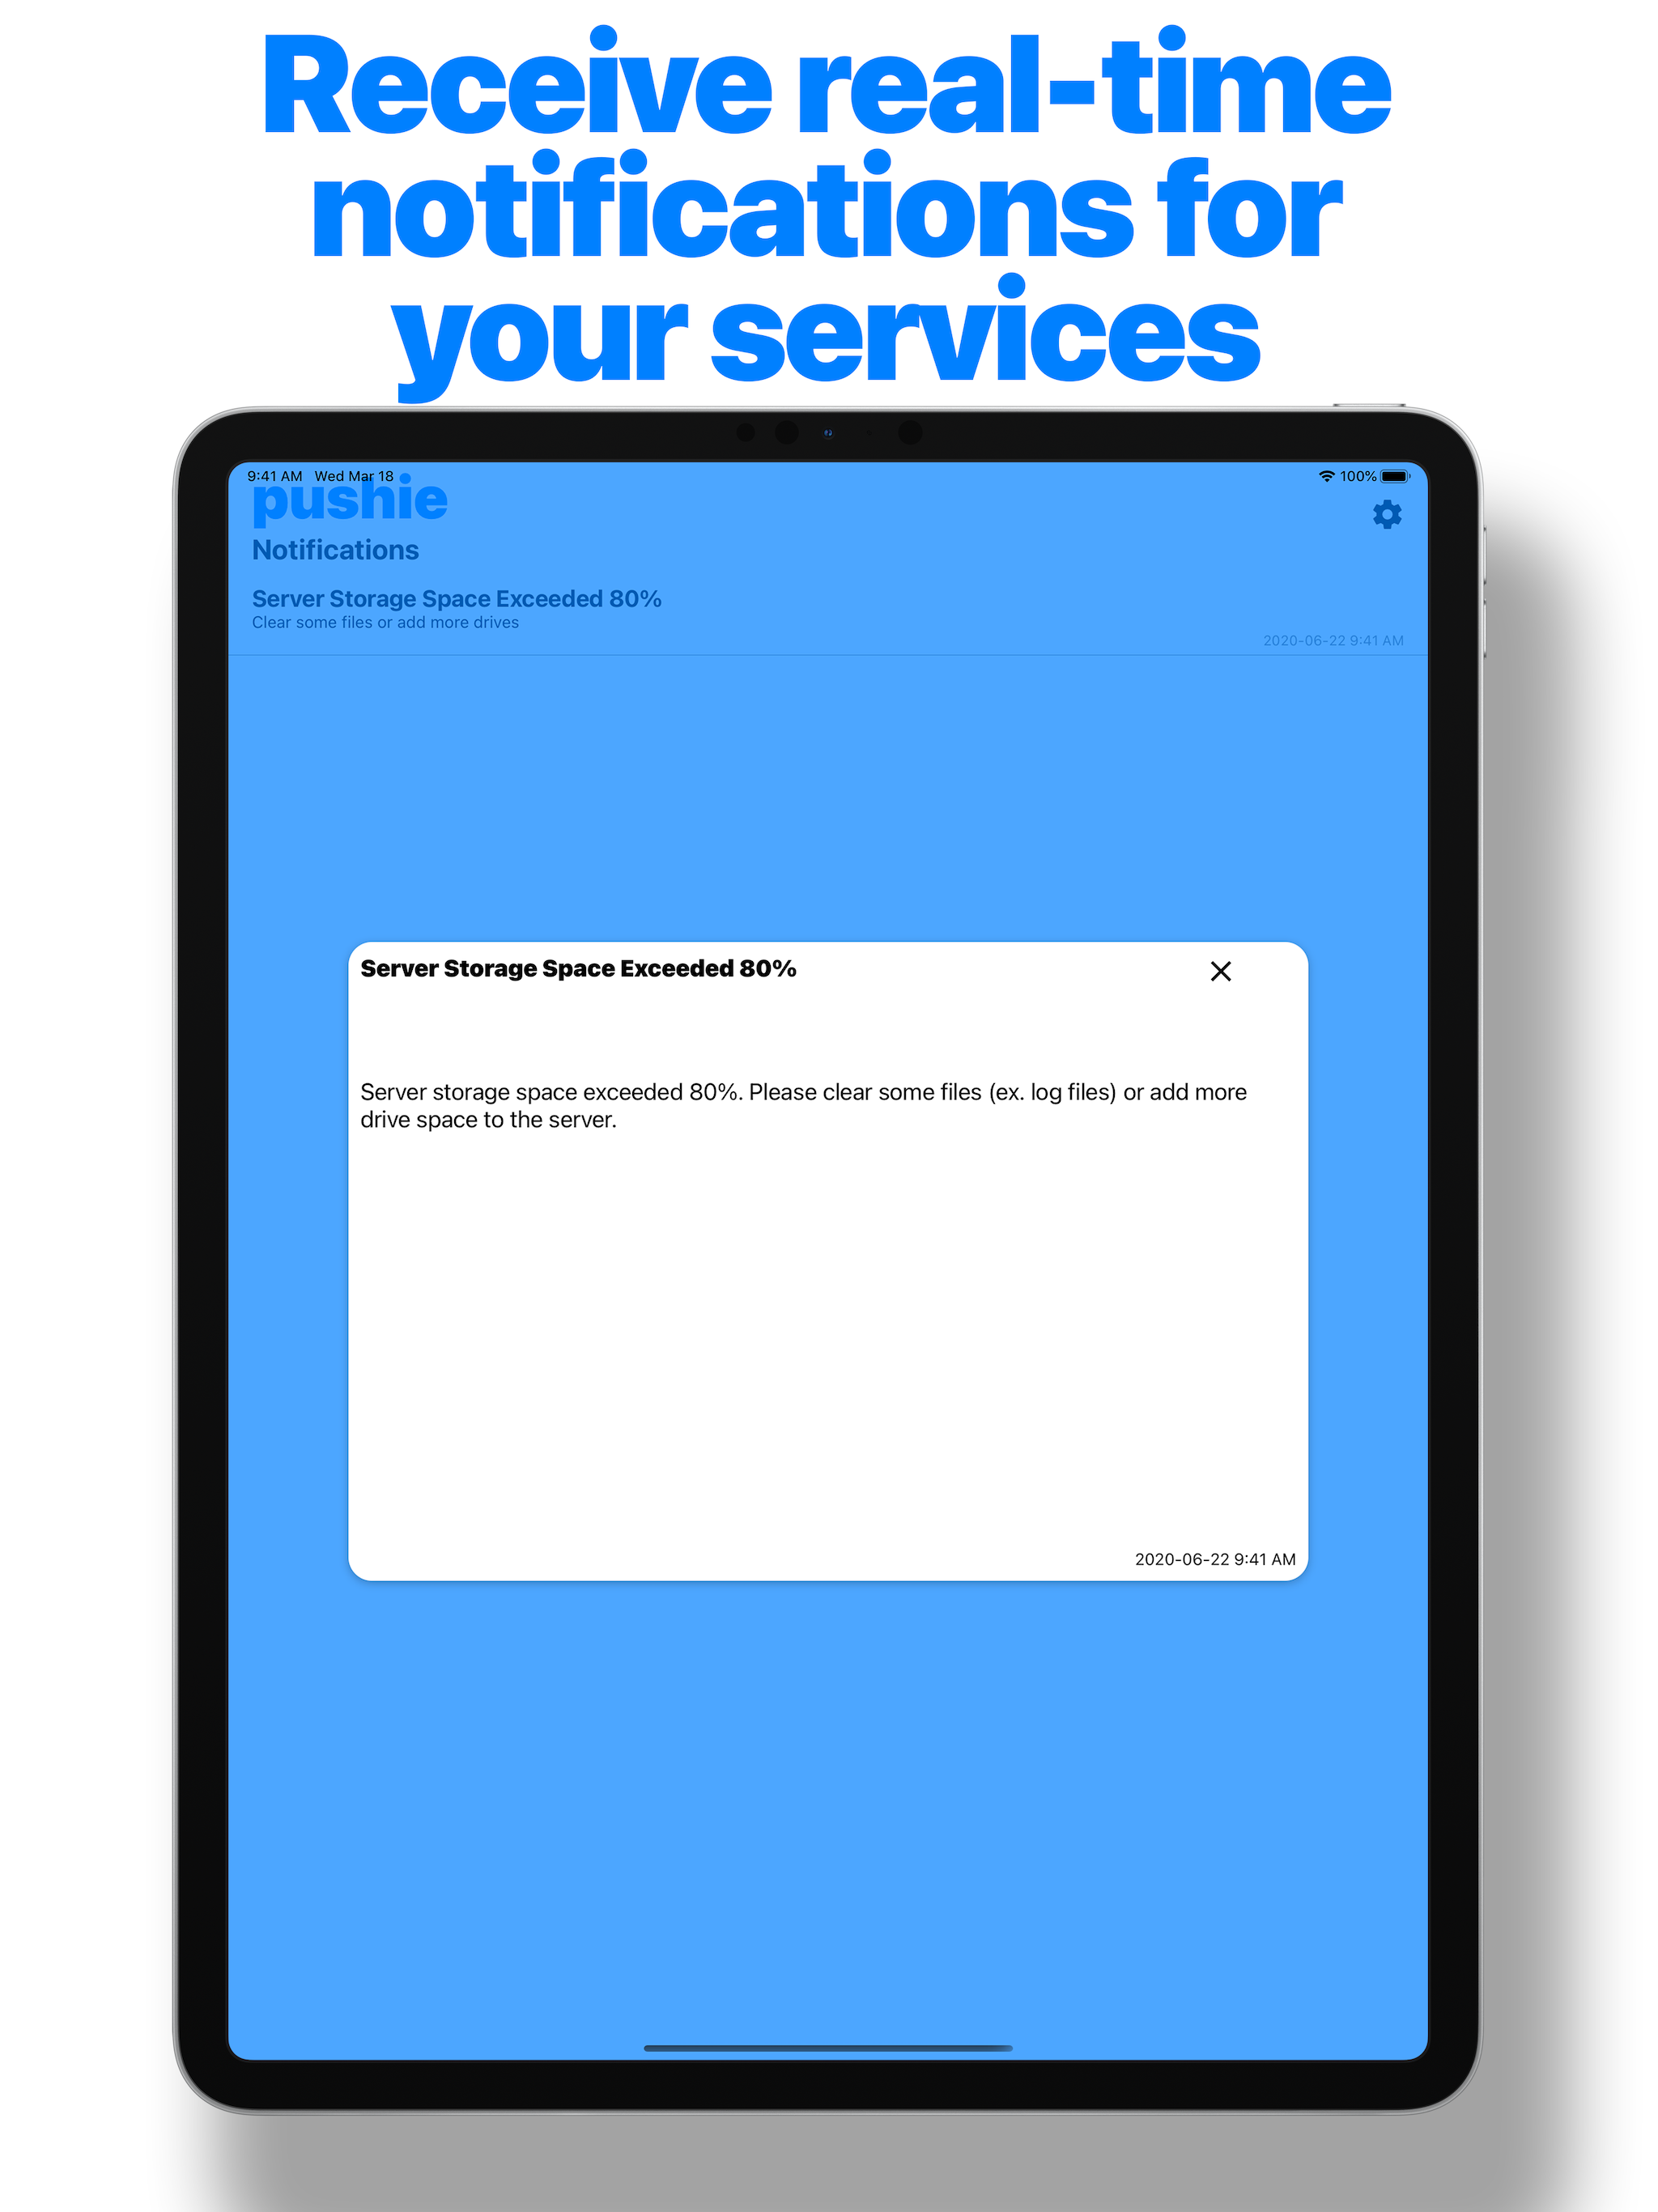 Receive real-time
notifications for
your services
9:41 AM Wed Mar 18
100%
pushie
Notifications
Server Storage Space Exceeded 80%
Clear some files or add more drives
2020-06-22 9:41 AM
Server Storage Space Exceeded 80%
Server storage space exceeded 80%. Please clear some files (ex. log files) or add more
drive space to the server.
2020-06-22 9:41 AM